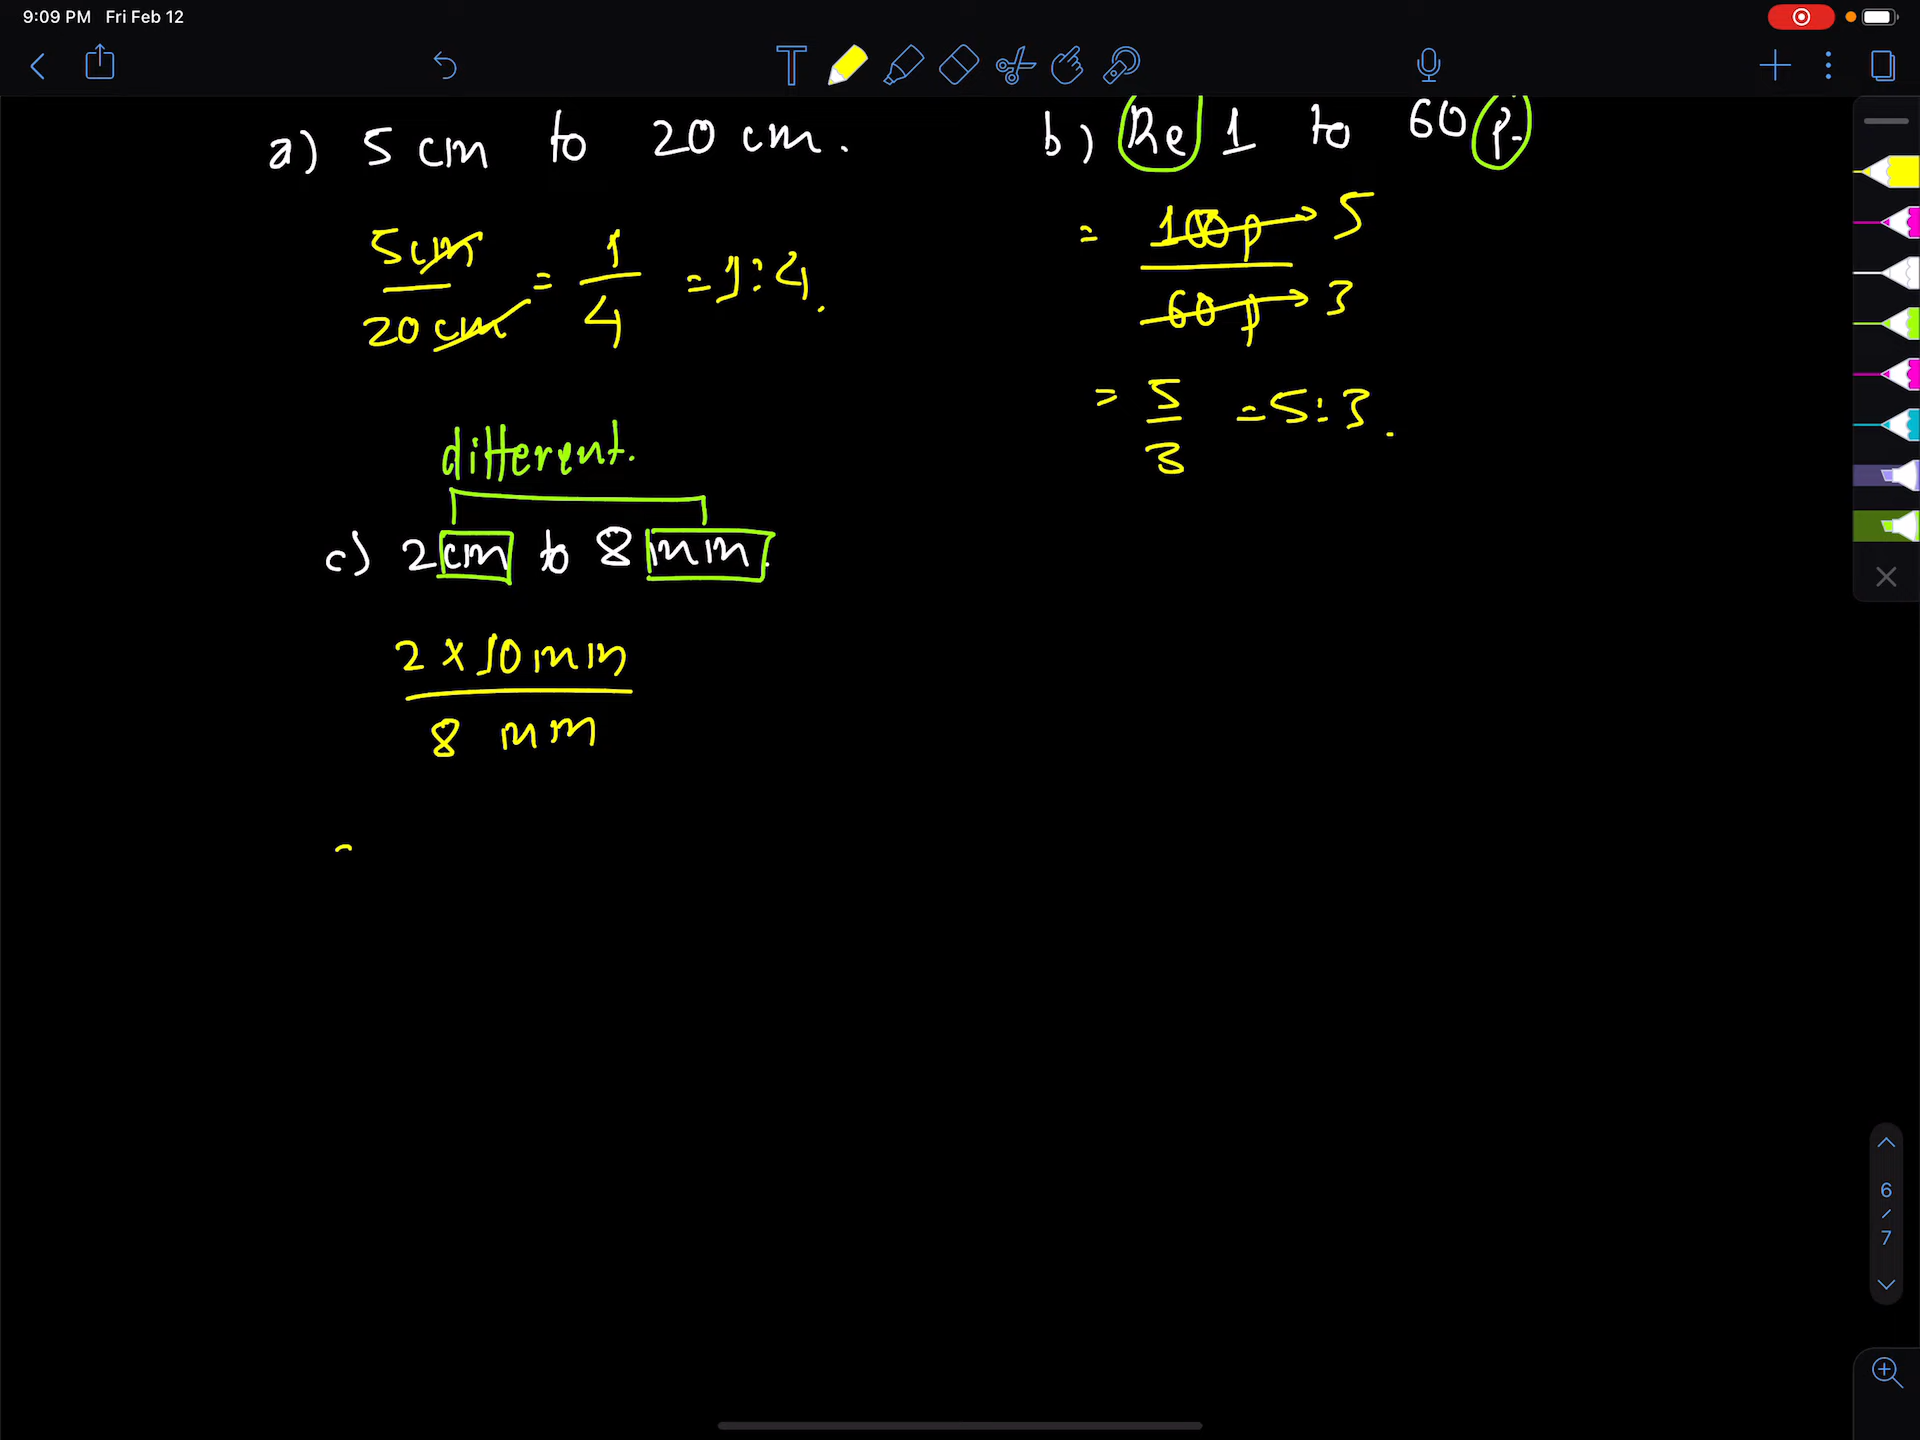 9:09 PM Fri Feb 12
a) 5 cm to 20 cm.
5cm
20cm
= 1
4
= 1:4.
b) Re 1 to 60 p.
= 100p → 5
60p → 3
= 5
3
= 5:3.
different.
c) 2cm to 8mm.
2 × 10mm
8 mm
6
/
7